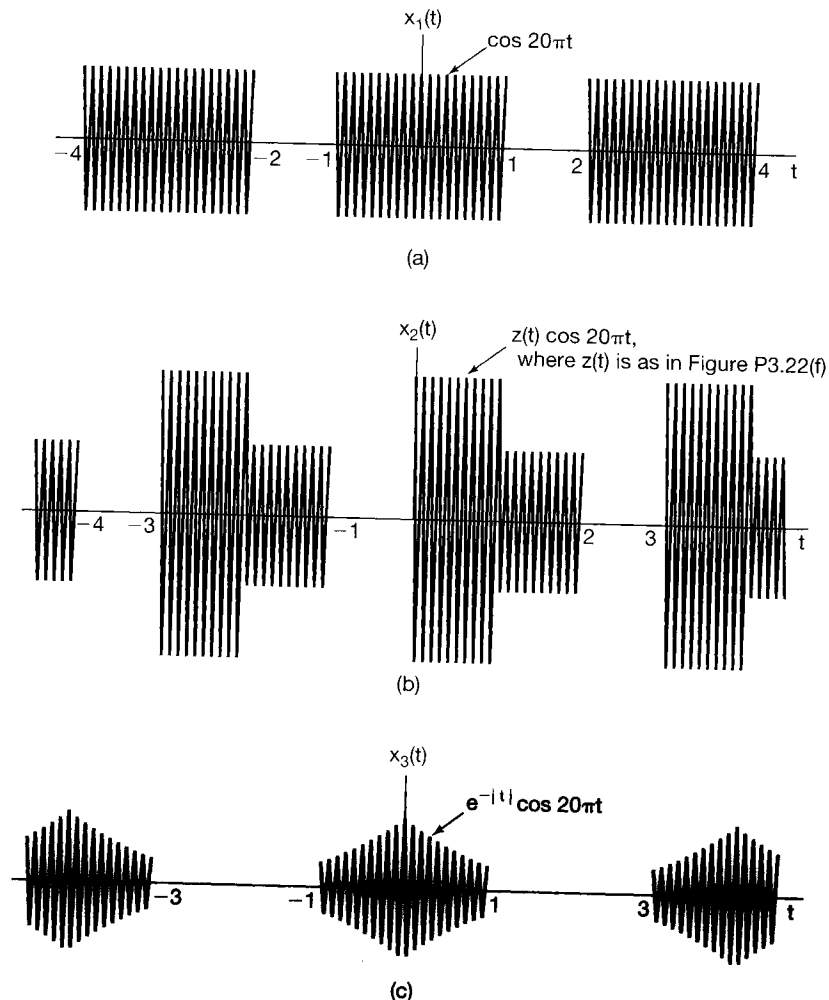 x₁(t)
cos 20πt
−4 −2 −1 1 2 4 t
(a)
x₂(t)
z(t) cos 20πt,
where z(t) is as in Figure P3.22(f)
−4 −3 −1 2 3 t
(b)
x₃(t)
e^{−|t|} cos 20πt
−3 −1 1 3 t
(c)